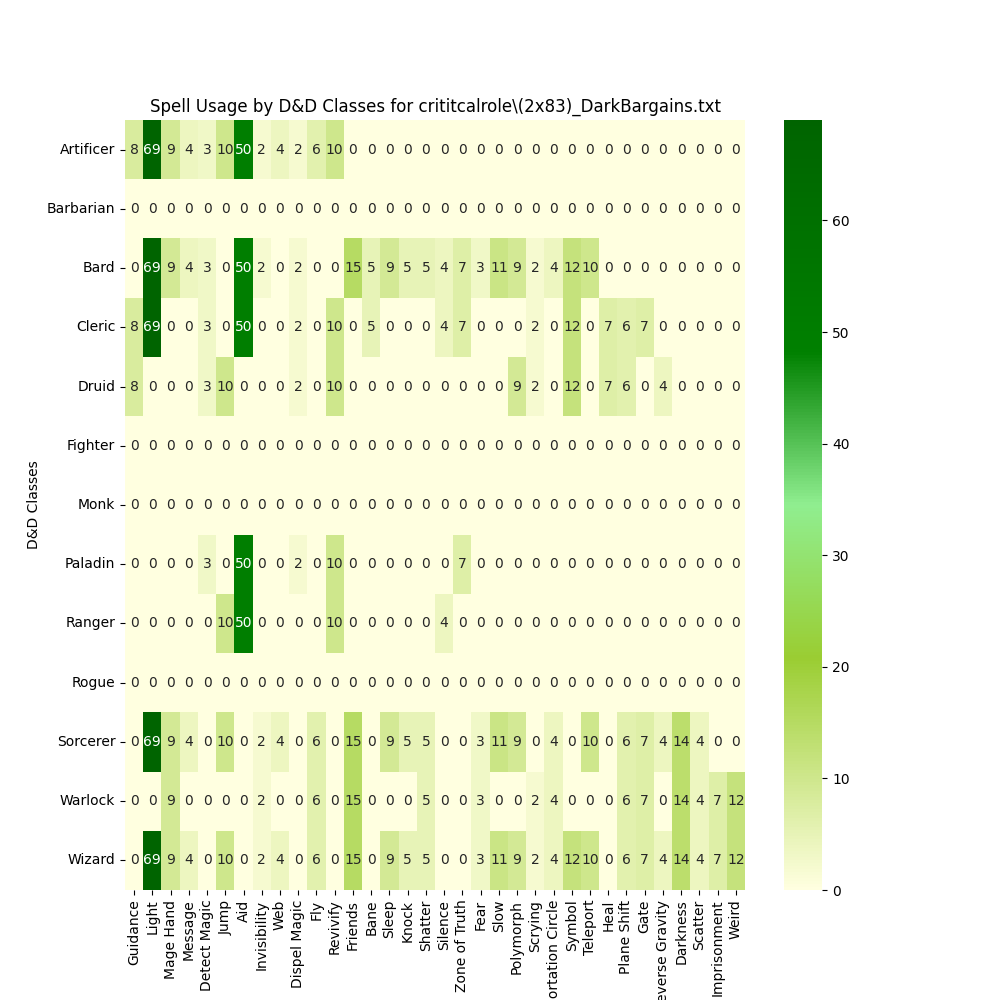 Spell Usage by D&D Classes for crititcalrole\(2x83)_DarkBargains.txt
Artificer 8 69 9 4 3 10 50 2 4 2 6 10 0 0 0 0 0 0 0 0 0 0 0 0 0 0 0 0 0 0 0 0 0 0
Barbarian 0 0 0 0 0 0 0 0 0 0 0 0 0 0 0 0 0 0 0 0 0 0 0 0 0 0 0 0 0 0 0 0 0 0
Bard 0 69 9 4 3 0 50 2 0 2 0 0 15 5 9 5 5 4 7 3 11 9 2 4 12 10 0 0 0 0 0 0 0 0
Cleric 8 69 0 0 3 0 50 0 0 2 0 10 0 5 0 0 0 4 7 0 0 0 2 0 12 0 7 6 7 0 0 0 0 0
Druid 8 0 0 0 3 10 0 0 0 2 0 10 0 0 0 0 0 0 0 0 0 9 2 0 12 0 7 6 0 4 0 0 0 0
Fighter 0 0 0 0 0 0 0 0 0 0 0 0 0 0 0 0 0 0 0 0 0 0 0 0 0 0 0 0 0 0 0 0 0 0
Monk 0 0 0 0 0 0 0 0 0 0 0 0 0 0 0 0 0 0 0 0 0 0 0 0 0 0 0 0 0 0 0 0 0 0
Paladin 0 0 0 0 3 0 50 0 0 2 0 10 0 0 0 0 0 0 7 0 0 0 0 0 0 0 0 0 0 0 0 0 0 0
Ranger 0 0 0 0 0 10 50 0 0 0 0 10 0 0 0 0 0 4 0 0 0 0 0 0 0 0 0 0 0 0 0 0 0 0
Rogue 0 0 0 0 0 0 0 0 0 0 0 0 0 0 0 0 0 0 0 0 0 0 0 0 0 0 0 0 0 0 0 0 0 0
Sorcerer 0 69 9 4 0 10 0 2 4 0 6 0 15 0 9 5 5 0 0 3 11 9 0 4 0 10 0 6 7 4 14 4 0 0
Warlock 0 0 9 0 0 0 0 2 0 0 6 0 15 0 0 0 5 0 0 3 0 0 2 4 0 0 0 6 7 0 14 4 7 12
Wizard 0 69 9 4 0 10 0 2 4 0 6 0 15 0 9 5 5 0 0 3 11 9 2 4 12 10 0 6 7 4 14 4 7 12
D&D Classes
Guidance
Light
Mage Hand
Message
Detect Magic
Jump
Aid
Invisibility
Web
Dispel Magic
Fly
Revivify
Friends
Bane
Sleep
Knock
Shatter
Silence
Zone of Truth
Fear
Slow
Polymorph
Scrying
ortation Circle
Symbol
Teleport
Heal
Plane Shift
Gate
everse Gravity
Darkness
Scatter
Imprisonment
Weird
60
50
40
30
20
10
0